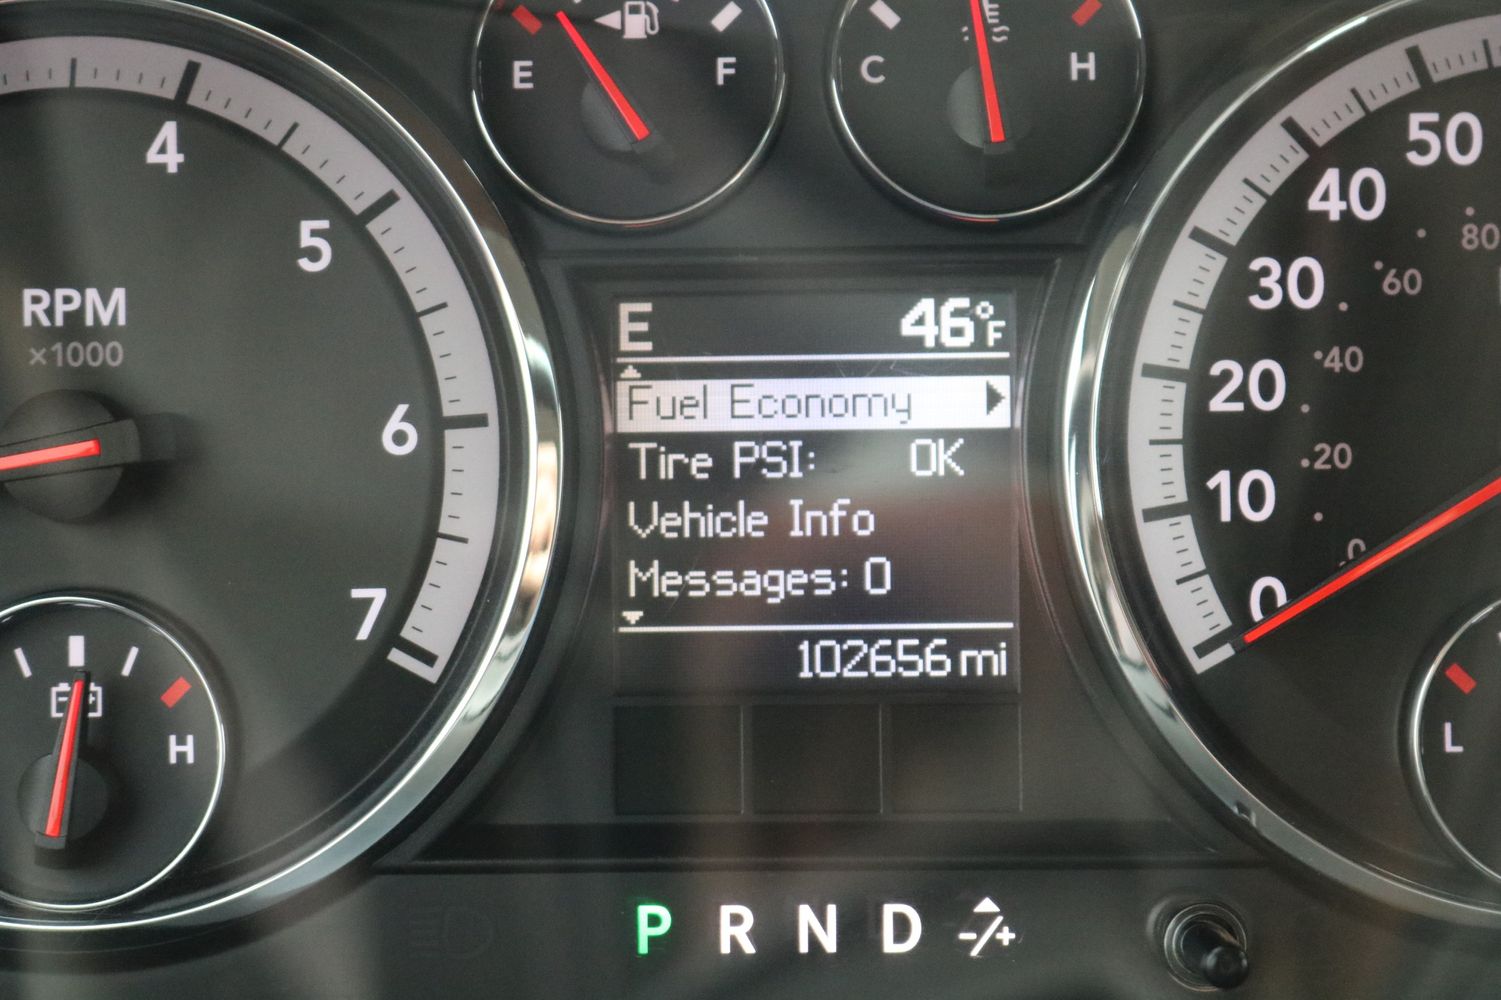 E F
C H
4
5
6
7
RPM
×1000
H
E 46°F
Fuel Economy
Tire PSI: OK
Vehicle Info
Messages: 0
102656 mi
P R N D -/+
50
40
30
20
10
0
80
60
40
20
0
L